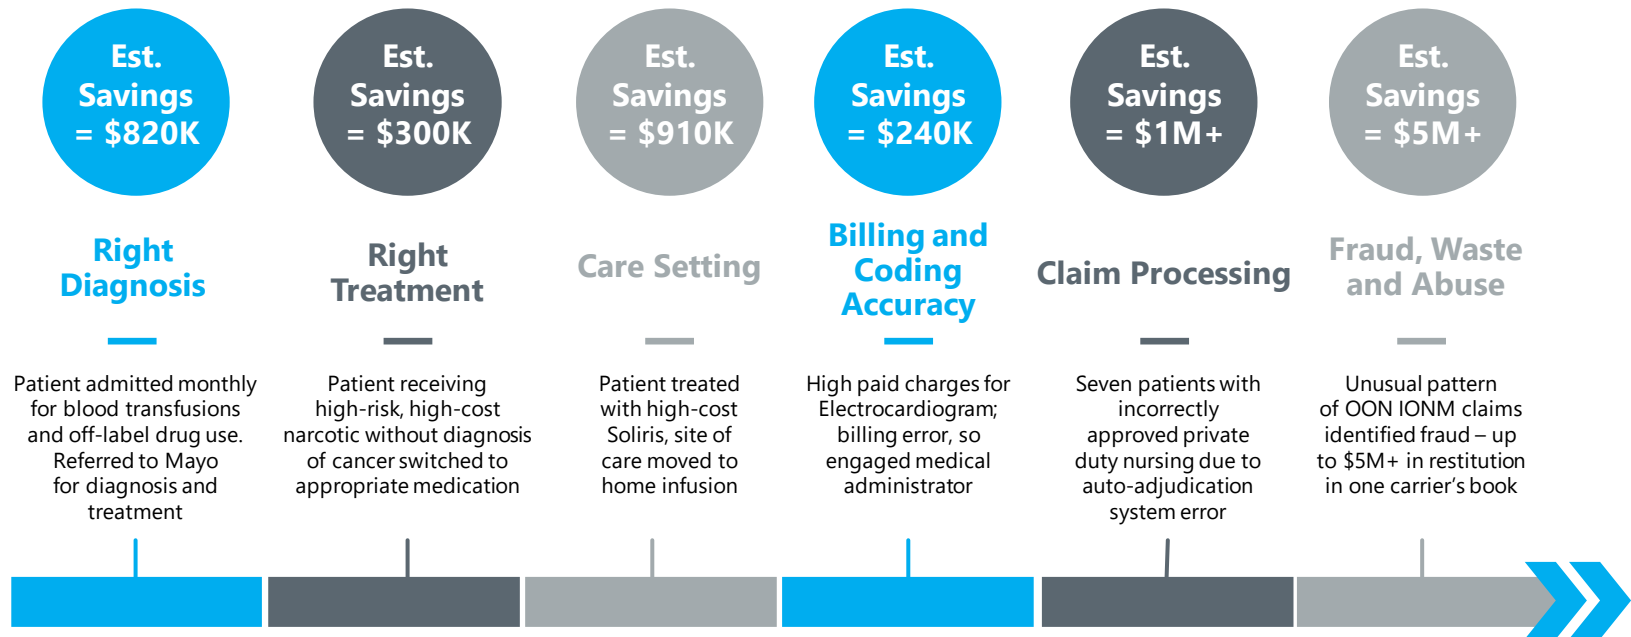 Est.
Savings
= $820K
Right
Diagnosis
Patient admitted monthly
for blood transfusions
and off-label drug use.
Referred to Mayo
for diagnosis and
treatment
Est.
Savings
= $300K
Right
Treatment
Patient receiving
high-risk, high-cost
narcotic without diagnosis
of cancer switched to
appropriate medication
Est.
Savings
= $910K
Care Setting
Patient treated
with high-cost
Soliris, site of
care moved to
home infusion
Est.
Savings
= $240K
Billing and
Coding
Accuracy
High paid charges for
Electrocardiogram;
billing error, so
engaged medical
administrator
Est.
Savings
= $1M+
Claim Processing
Seven patients with
incorrectly
approved private
duty nursing due to
auto-adjudication
system error
Est.
Savings
= $5M+
Fraud, Waste
and Abuse
Unusual pattern
of OON IONM claims
identified fraud – up
to $5M+ in restitution
in one carrier’s book